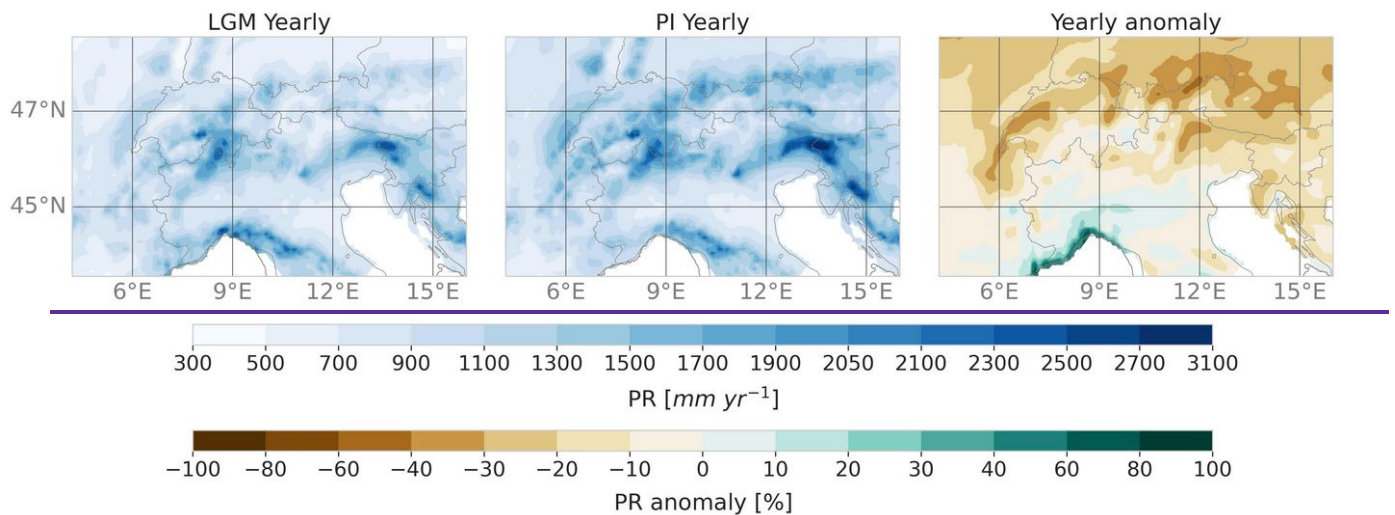 LGM Yearly PI Yearly Yearly anomaly
47°N
45°N
6°E 9°E 12°E 15°E 6°E 9°E 12°E 15°E 6°E 9°E 12°E 15°E
300 500 700 900 1100 1300 1500 1700 1900 2050 2100 2300 2500 2700 3100
PR [mm yr⁻¹]
−100 −80 −60 −40 −30 −20 −10 0 10 20 30 40 60 80 100
PR anomaly [%]